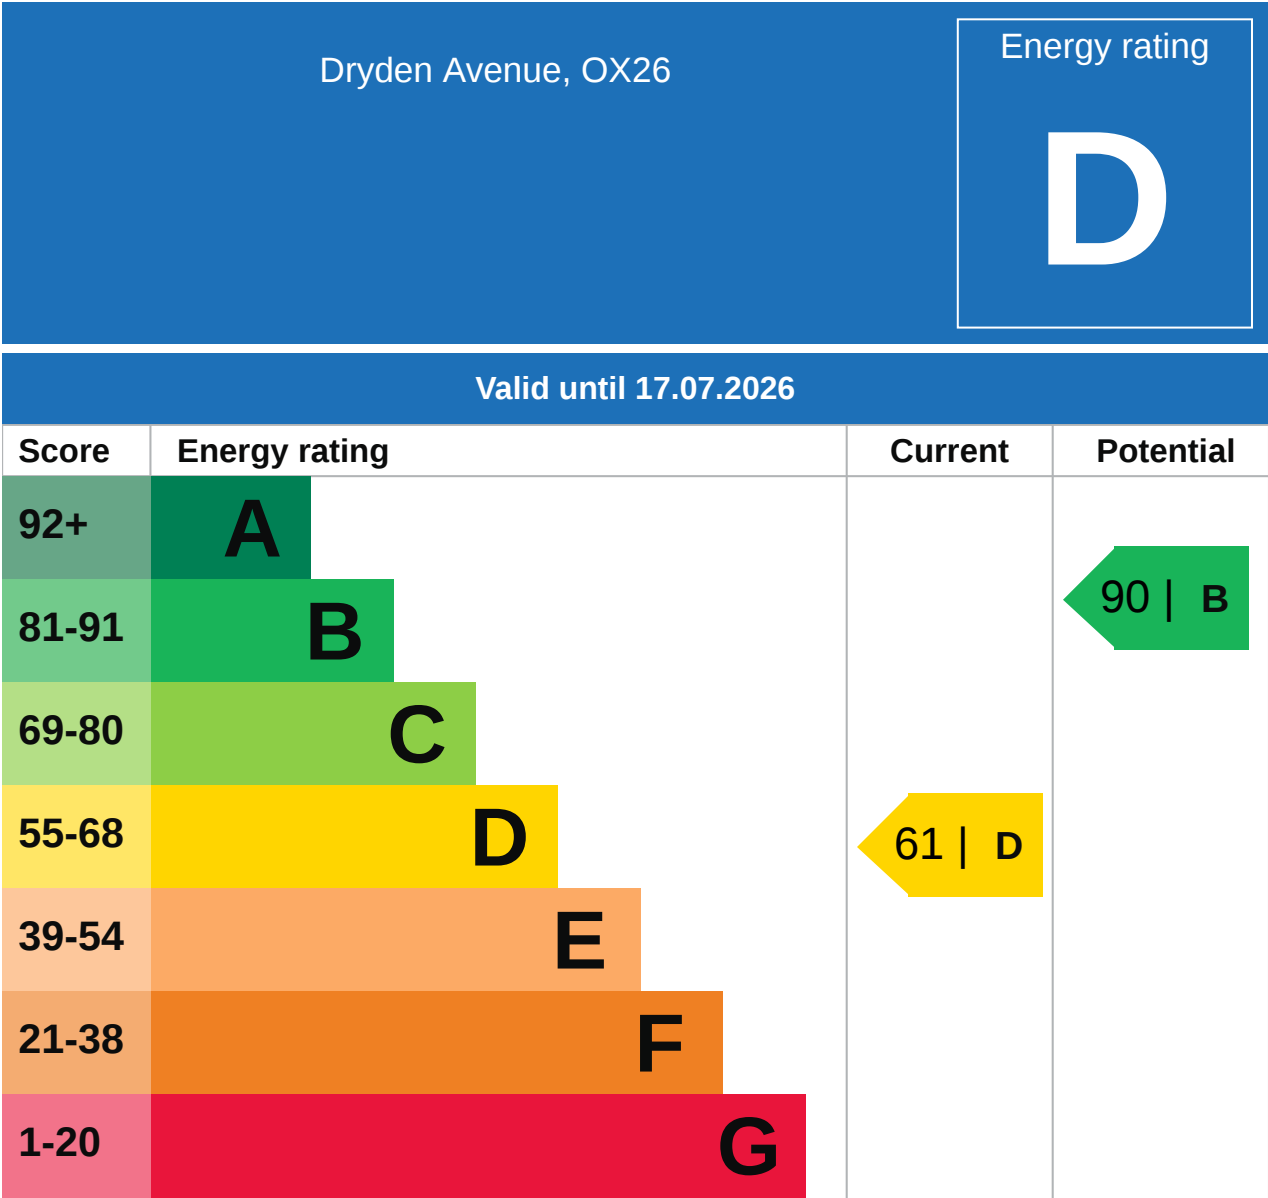 Dryden Avenue, OX26
Energy rating
D
Valid until 17.07.2026
Score Energy rating Current Potential
92+ A
81-91 B
90 | B
69-80 C
55-68 D
61 | D
39-54 E
21-38 F
1-20 G